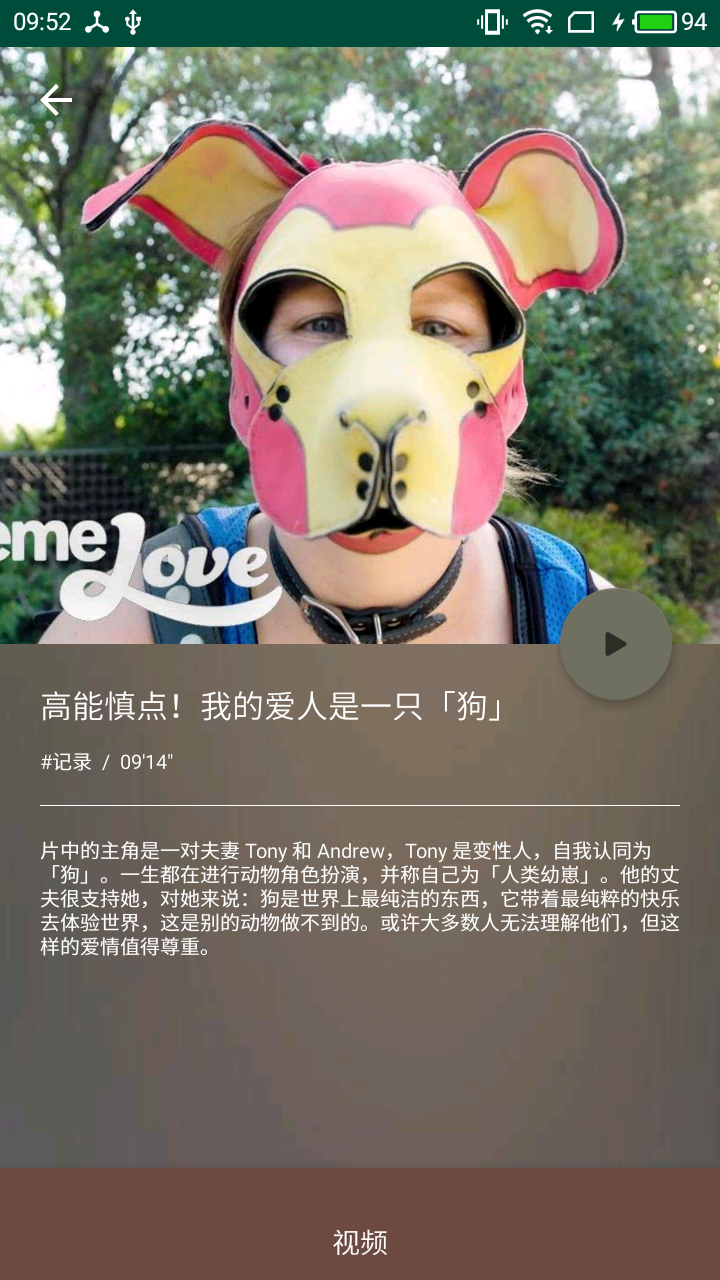 09:52
94
eme Love
高能慎点！我的爱人是一只「狗」
#记录 / 09'14"
片中的主角是一对夫妻 Tony 和 Andrew，Tony 是变性人，自我认同为
「狗」。一生都在进行动物角色扮演，并称自己为「人类幼崽」。他的丈
夫很支持她，对她来说：狗是世界上最纯洁的东西，它带着最纯粹的快乐
去体验世界，这是别的动物做不到的。或许大多数人无法理解他们，但这
样的爱情值得尊重。
视频